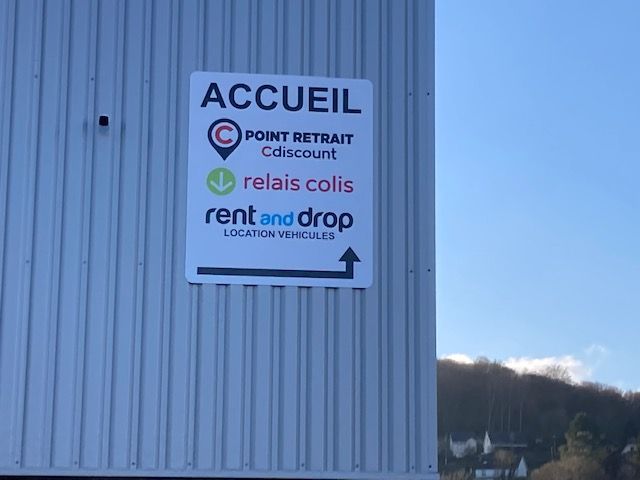 ACCUEIL
C POINT RETRAIT
Cdiscount
relais colis
rent and drop
LOCATION VEHICULES